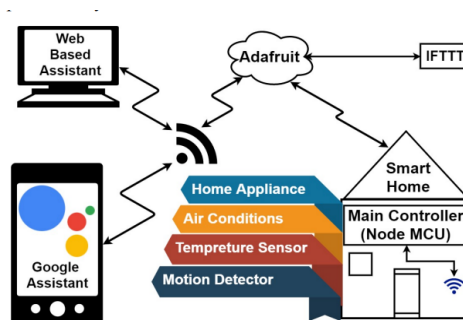 Web
Based
Assistant
Adafruit
IFTTT
Google
Assistant
Home Appliance
Air Conditions
Tempreture Sensor
Motion Detector
Smart
Home
Main Controller
(Node MCU)